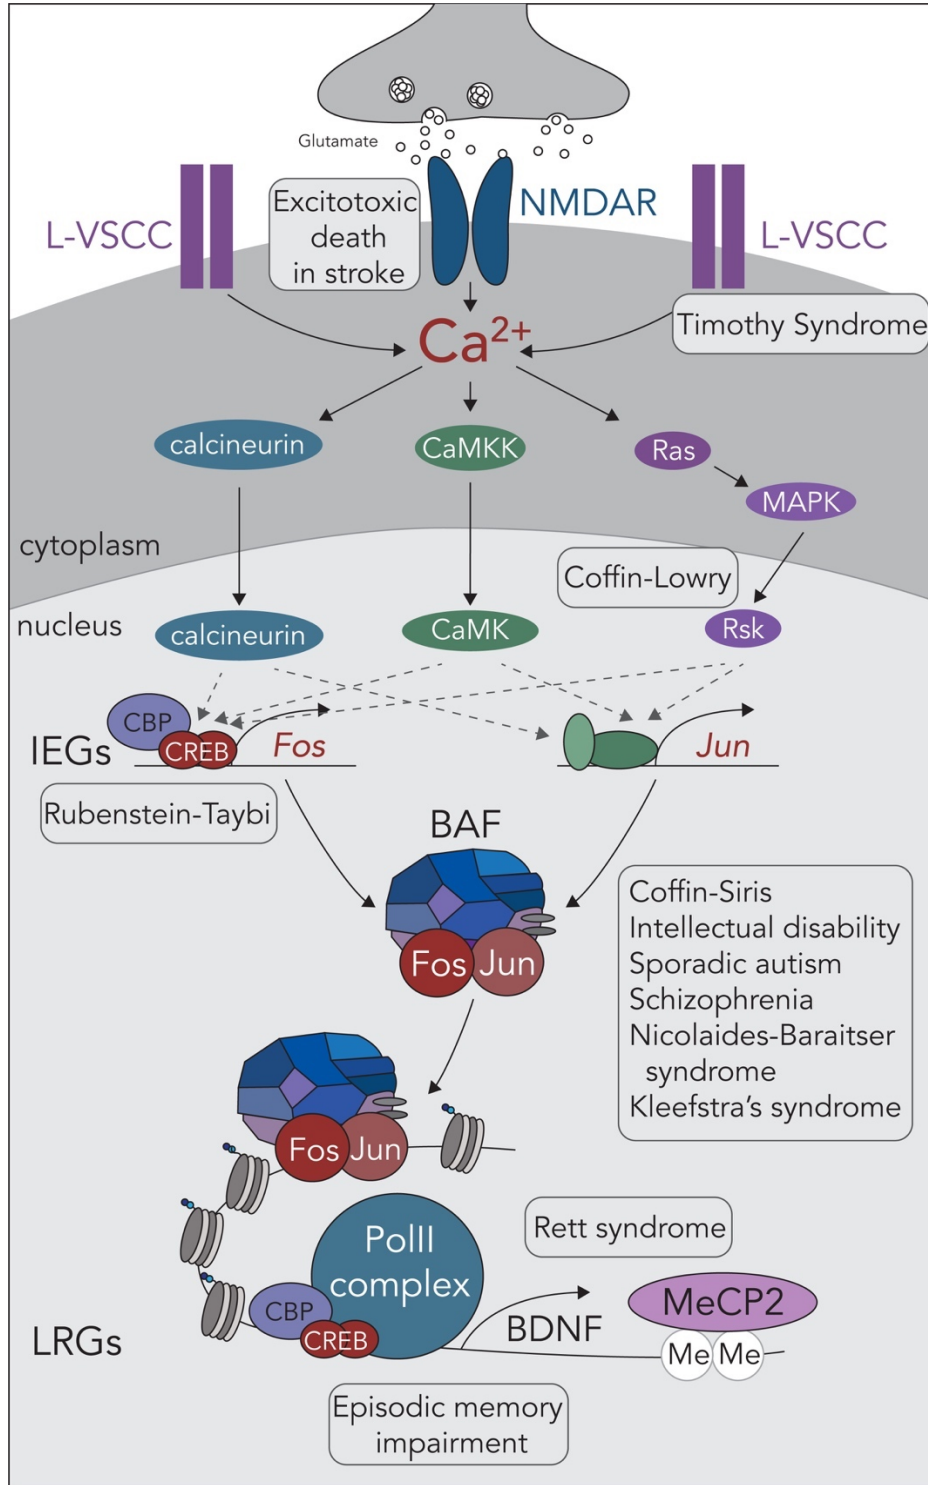 Glutamate
L-VSCC
Excitotoxic
death
in stroke
NMDAR
L-VSCC
Timothy Syndrome
Ca2+
calcineurin
CaMKK
Ras
MAPK
cytoplasm
Coffin-Lowry
nucleus
calcineurin
CaMK
Rsk
CBP
CREB
Fos
IEGs
Jun
Rubenstein-Taybi
BAF
Fos
Jun
Coffin-Siris
Intellectual disability
Sporadic autism
Schizophrenia
Nicolaides-Baraitser
syndrome
Kleefstra’s syndrome
Fos
Jun
PolII
complex
CBP
CREB
LRGs
Rett syndrome
BDNF
MeCP2
Me
Me
Episodic memory
impairment